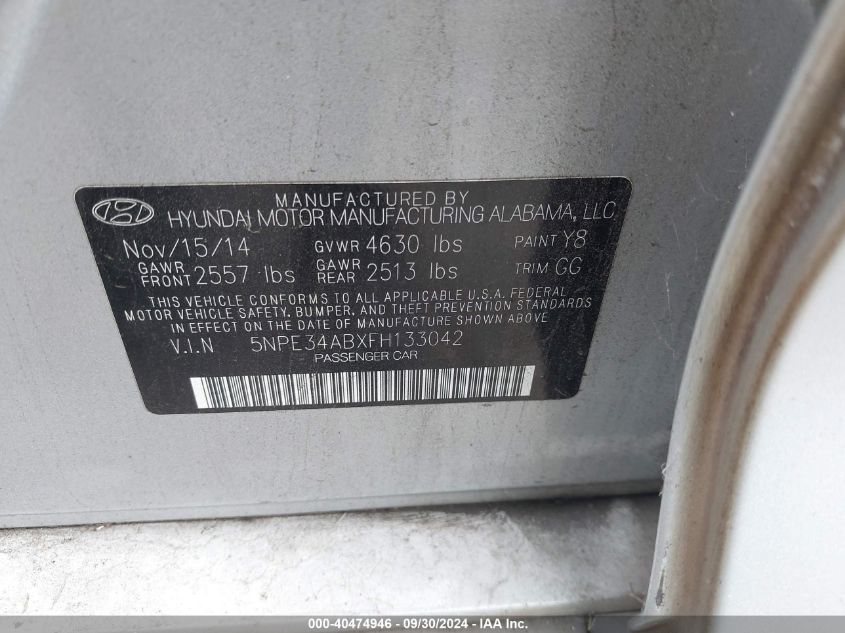 MANUFACTURED BY
HYUNDAI MOTOR MANUFACTURING ALABAMA, LLC
Nov/15/14 GVWR 4630 lbs PAINT Y8
GAWR FRONT 2557 lbs GAWR REAR 2513 lbs TRIM GG
THIS VEHICLE CONFORMS TO ALL APPLICABLE U.S.A. FEDERAL
MOTOR VEHICLE SAFETY, BUMPER, AND THEFT PREVENTION STANDARDS
IN EFFECT ON THE DATE OF MANUFACTURE SHOWN ABOVE
V.I.N 5NPE34ABXFH133042
PASSENGER CAR
000-40474946 - 09/30/2024 - IAA Inc.